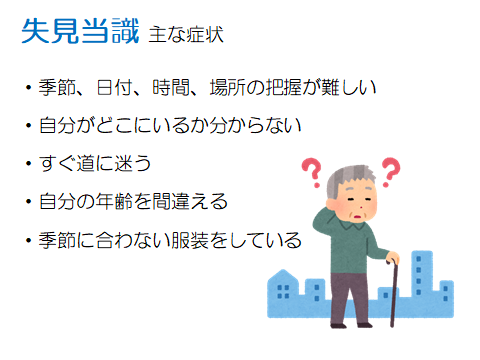 失見当識 主な症状
・季節、日付、時間、場所の把握が難しい
・自分がどこにいるか分からない
・すぐ道に迷う
・自分の年齢を間違える
・季節に合わない服装をしている
??